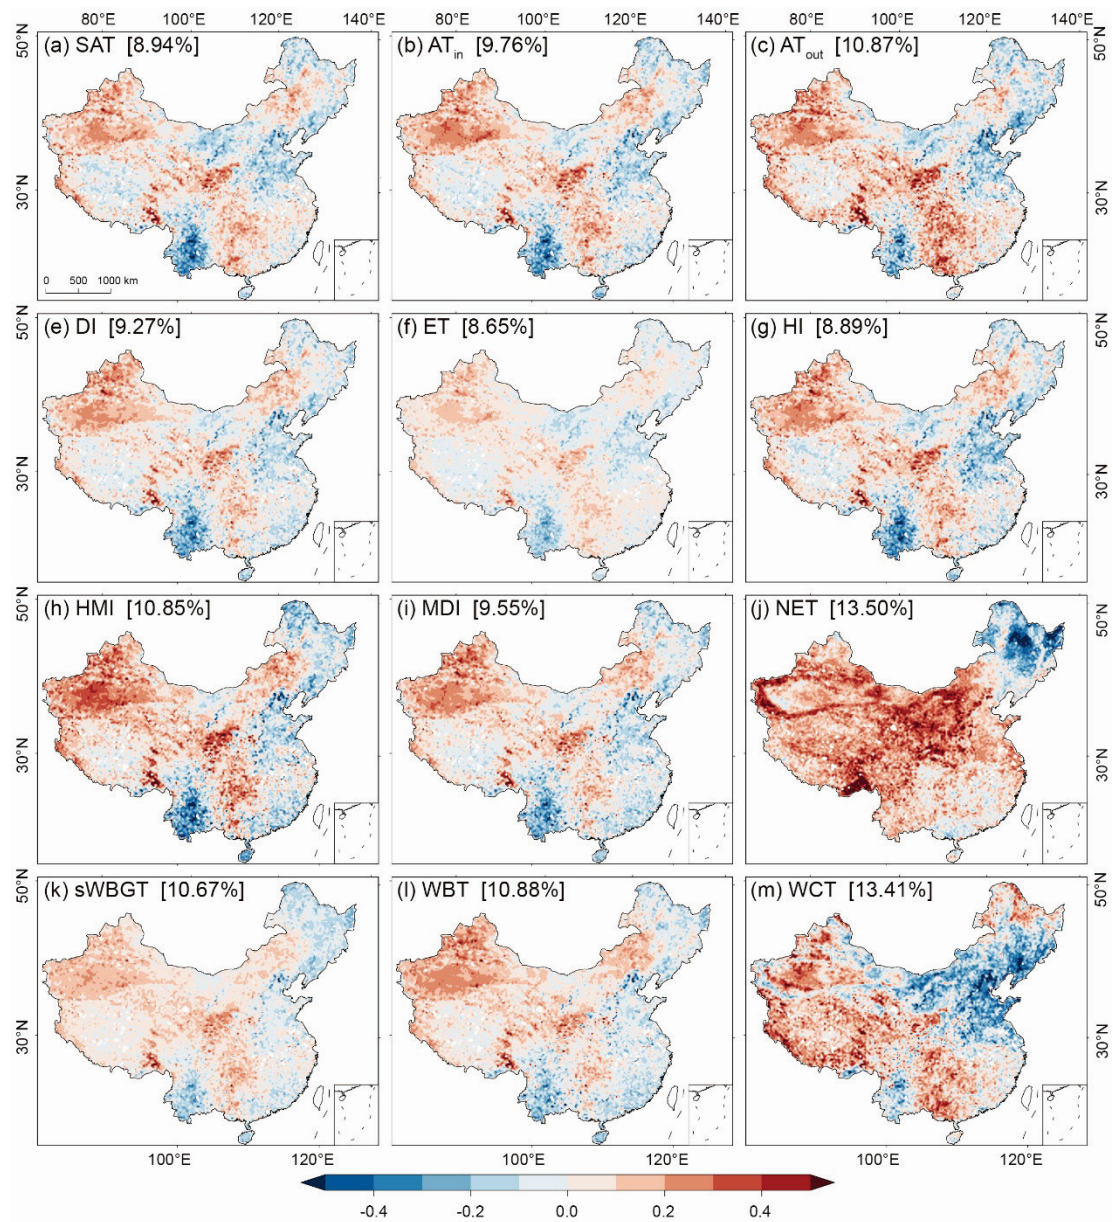 80°E 100°E 120°E 140°E 80°E 100°E 120°E 140°E 80°E 100°E 120°E 140°E
50°N (a) SAT [8.94%] (b) ATin [9.76%] (c) ATout [10.87%] 50°N
30°N 30°N
0 500 1000 km
50°N (e) DI [9.27%] (f) ET [8.65%] (g) HI [8.89%] 50°N
30°N 30°N
50°N (h) HMI [10.85%] (i) MDI [9.55%] (j) NET [13.50%] 50°N
30°N 30°N
50°N (k) sWBGT [10.67%] (l) WBT [10.88%] (m) WCT [13.41%] 50°N
30°N 30°N
100°E 120°E 100°E 120°E 100°E 120°E
-0.4 -0.2 0.0 0.2 0.4